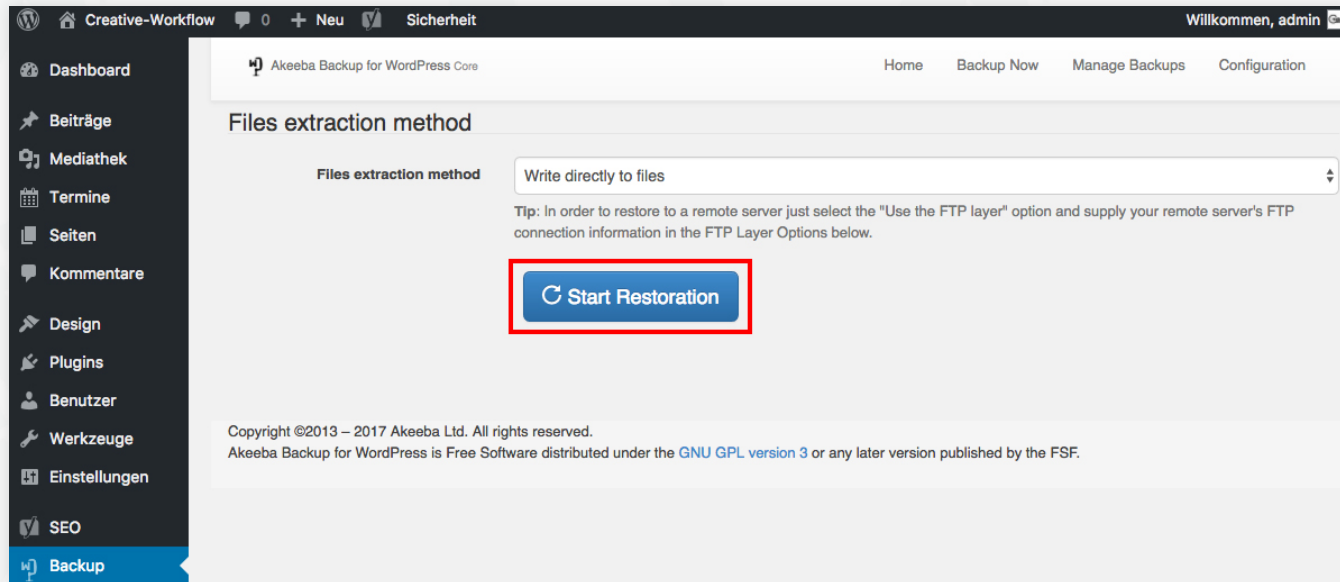 Creative-Workflow 0 + Neu Sicherheit Willkommen, admin
Dashboard
Beiträge
Mediathek
Termine
Seiten
Kommentare
Design
Plugins
Benutzer
Werkzeuge
Einstellungen
SEO
Backup
Akeeba Backup for WordPress Core Home Backup Now Manage Backups Configuration
Files extraction method
Files extraction method Write directly to files
Tip: In order to restore to a remote server just select the "Use the FTP layer" option and supply your remote server's FTP
connection information in the FTP Layer Options below.
Start Restoration
Copyright ©2013 – 2017 Akeeba Ltd. All rights reserved.
Akeeba Backup for WordPress is Free Software distributed under the GNU GPL version 3 or any later version published by the FSF.